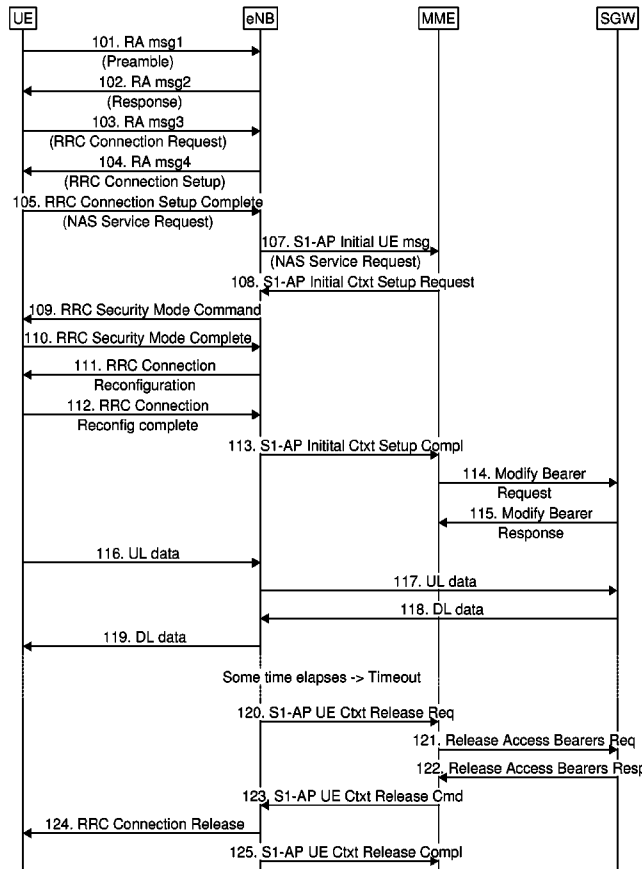 UE eNB MME SGW
101. RA msg1
(Preamble)
102. RA msg2
(Response)
103. RA msg3
(RRC Connection Request)
104. RA msg4
(RRC Connection Setup)
105. RRC Connection Setup Complete
(NAS Service Request)
107. S1-AP Initial UE msg
(NAS Service Request)
108. S1-AP Initial Ctxt Setup Request
109. RRC Security Mode Command
110. RRC Security Mode Complete
111. RRC Connection
Reconfiguration
112. RRC Connection
Reconfig complete
113. S1-AP Initital Ctxt Setup Compl
114. Modify Bearer
Request
115. Modify Bearer
Response
116. UL data
117. UL data
118. DL data
119. DL data
Some time elapses -> Timeout
120. S1-AP UE Ctxt Release Req
121. Release Access Bearers Req
122. Release Access Bearers Resp
123. S1-AP UE Ctxt Release Cmd
124. RRC Connection Release
125. S1-AP UE Ctxt Release Compl